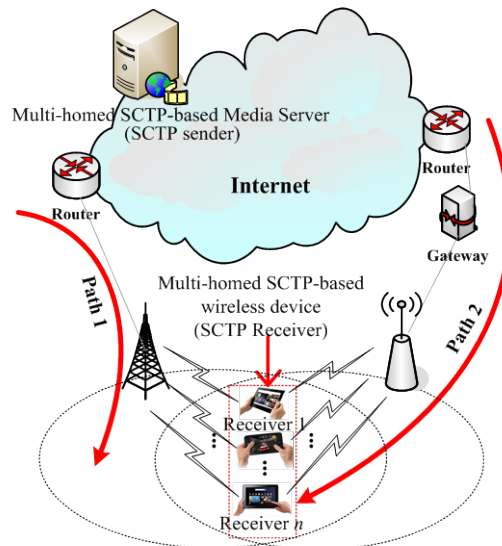 Multi-homed SCTP-based Media Server
(SCTP sender)
Router
Internet
Router
Gateway
Multi-homed SCTP-based
wireless device
(SCTP Receiver)
Path 1
Path 2
Receiver 1
Receiver n